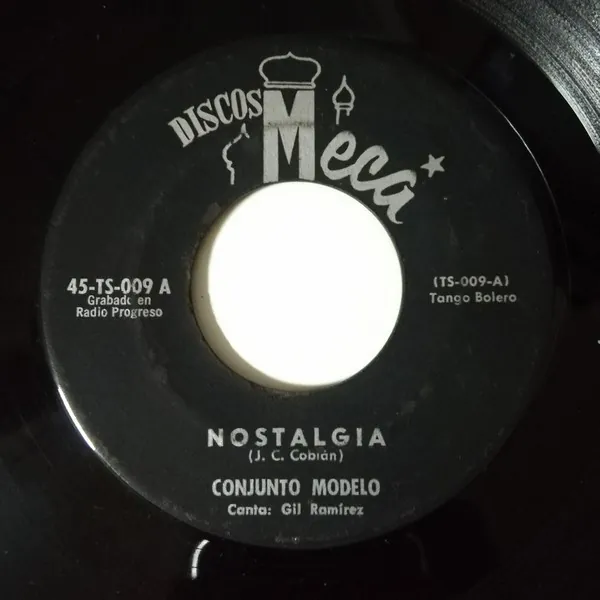 DISCOS
Meca
45-TS-009 A
Grabado en
Radio Progreso
(TS-009-A)
Tango Bolero
NOSTALGIA
(J. C. Cobián)
CONJUNTO MODELO
Canta: Gil Ramírez